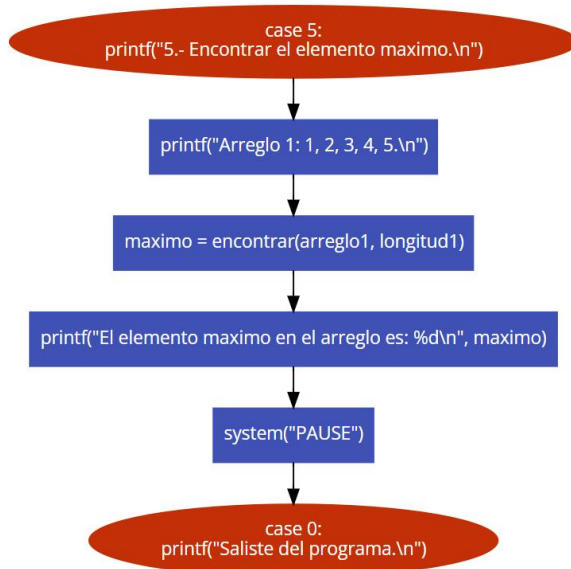 case 5:
printf("5.- Encontrar el elemento maximo.\n")
printf("Arreglo 1: 1, 2, 3, 4, 5.\n")
maximo = encontrar(arreglo1, longitud1)
printf("El elemento maximo en el arreglo es: %d\n", maximo)
system("PAUSE")
case 0:
printf("Saliste del programa.\n")